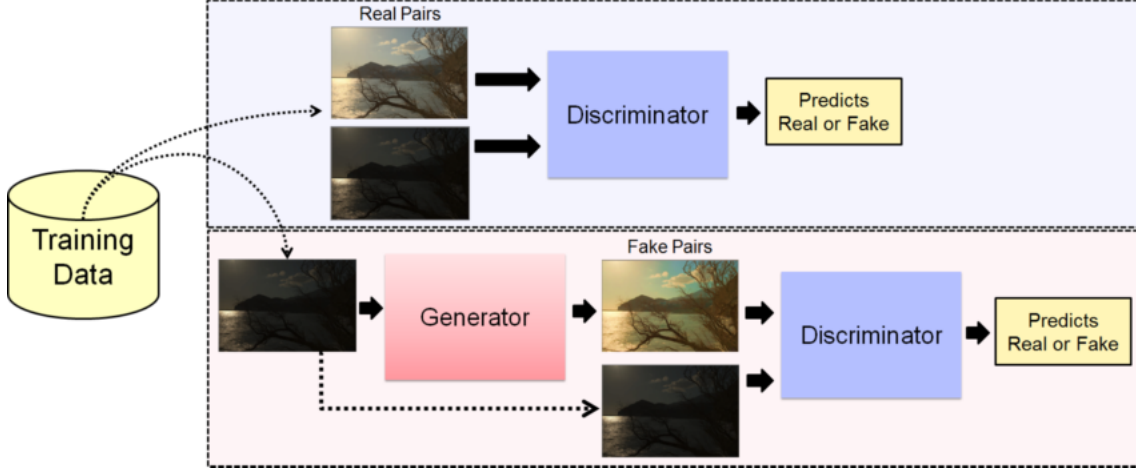 Real Pairs
Discriminator
Predicts
Real or Fake
Training
Data
Fake Pairs
Generator
Discriminator
Predicts
Real or Fake